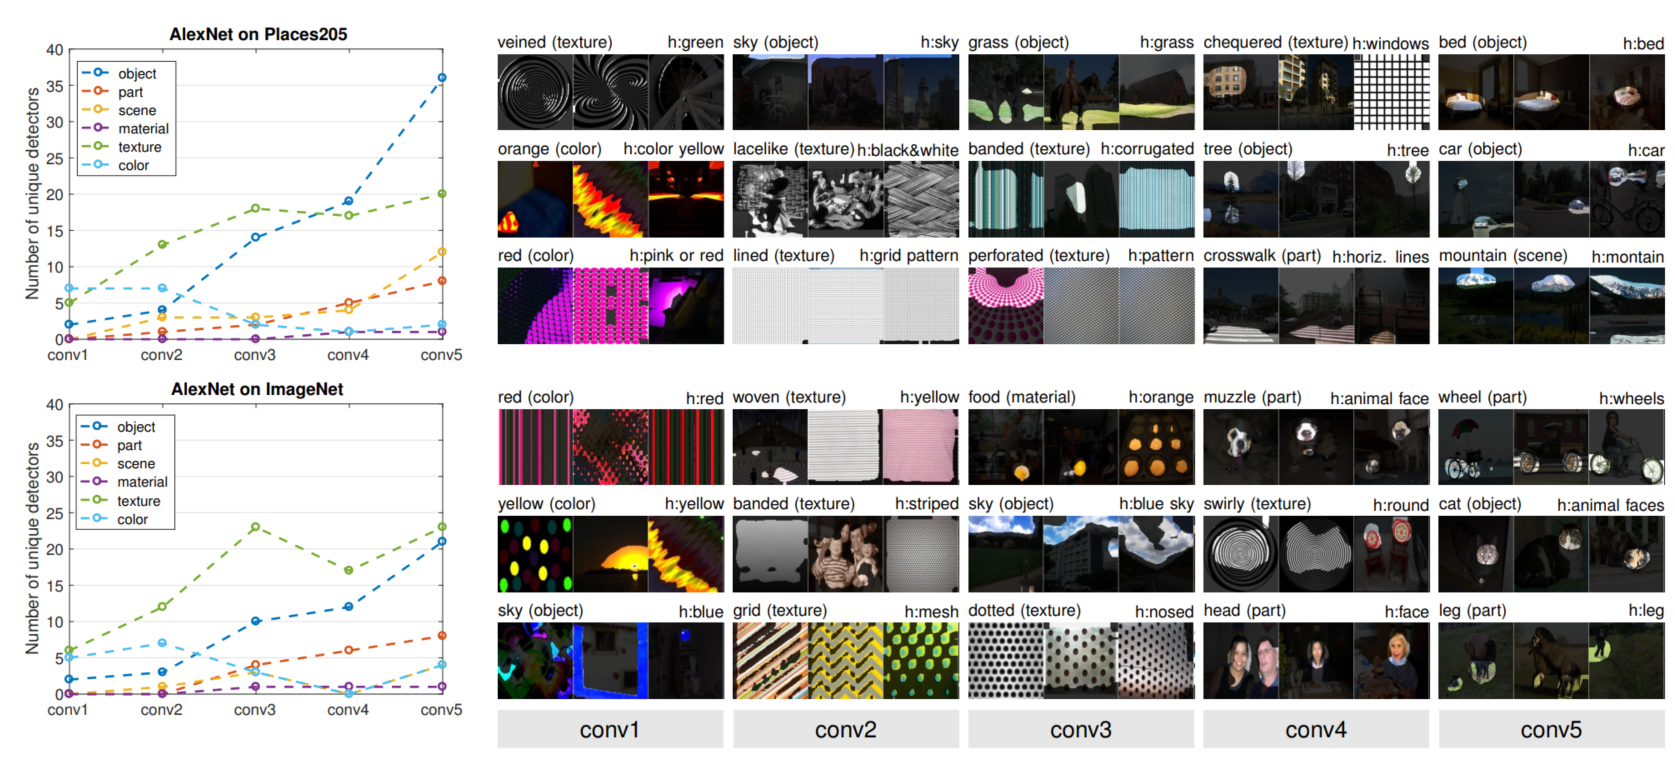 AlexNet on Places205
Number of unique detectors
40
35
30
25
20
15
10
5
0
object
part
scene
material
texture
color
conv1 conv2 conv3 conv4 conv5
veined (texture) h:green
sky (object) h:sky
grass (object) h:grass
chequered (texture) h:windows
bed (object) h:bed
orange (color) h:color yellow
lacelike (texture) h:black&white
banded (texture) h:corrugated
tree (object) h:tree
car (object) h:car
red (color) h:pink or red
lined (texture) h:grid pattern
perforated (texture) h:pattern
crosswalk (part) h:horiz. lines
mountain (scene) h:montain
AlexNet on ImageNet
Number of unique detectors
40
35
30
25
20
15
10
5
0
object
part
scene
material
texture
color
conv1 conv2 conv3 conv4 conv5
red (color) h:red
woven (texture) h:yellow
food (material) h:orange
muzzle (part) h:animal face
wheel (part) h:wheels
yellow (color) h:yellow
banded (texture) h:striped
sky (object) h:blue sky
swirly (texture) h:round
cat (object) h:animal faces
sky (object) h:blue
grid (texture) h:mesh
dotted (texture) h:nosed
head (part) h:face
leg (part) h:leg
conv1 conv2 conv3 conv4 conv5